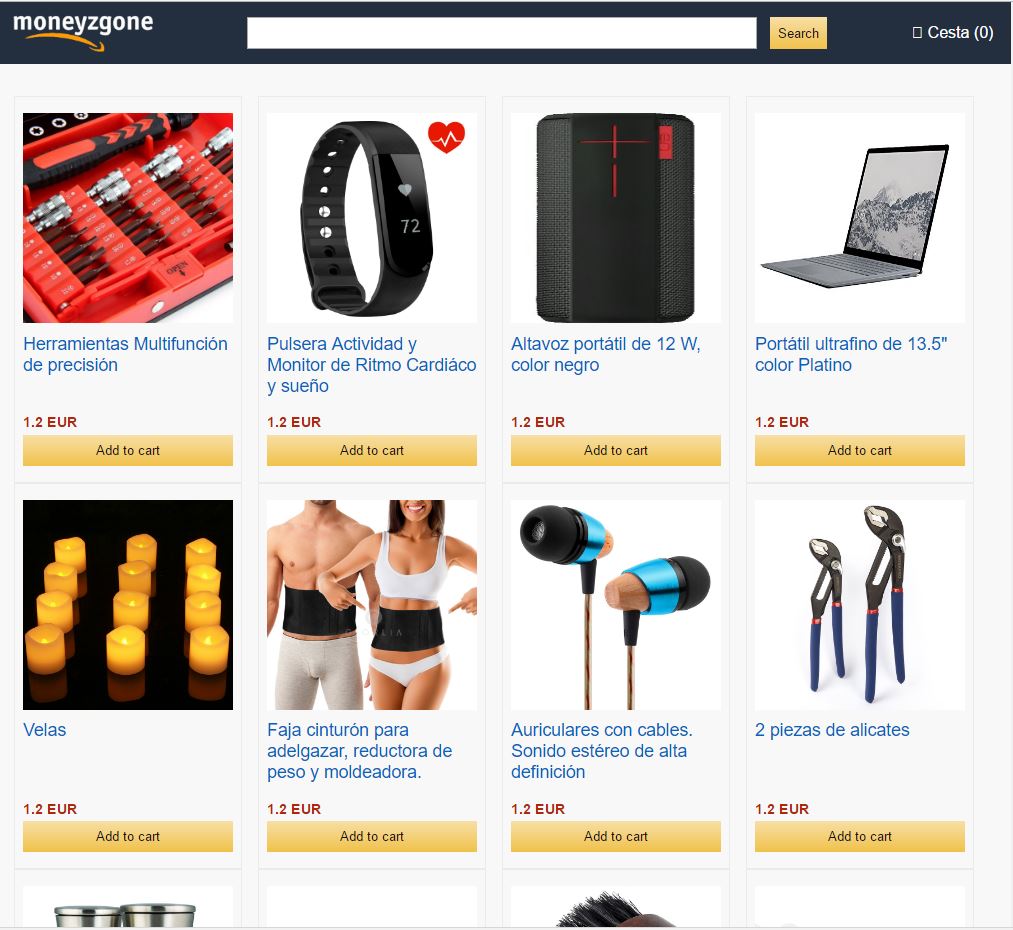 moneyzgone
Search
Cesta (0)
OPEN
72
Herramientas Multifunción
de precisión
Pulsera Actividad y
Monitor de Ritmo Cardiáco
y sueño
Altavoz portátil de 12 W,
color negro
Portátil ultrafino de 13.5"
color Platino
1.2 EUR
1.2 EUR
1.2 EUR
1.2 EUR
Add to cart
Add to cart
Add to cart
Add to cart
Velas
Faja cinturón para
adelgazar, reductora de
peso y moldeadora.
Auriculares con cables.
Sonido estéreo de alta
definición
2 piezas de alicates
1.2 EUR
1.2 EUR
1.2 EUR
1.2 EUR
Add to cart
Add to cart
Add to cart
Add to cart